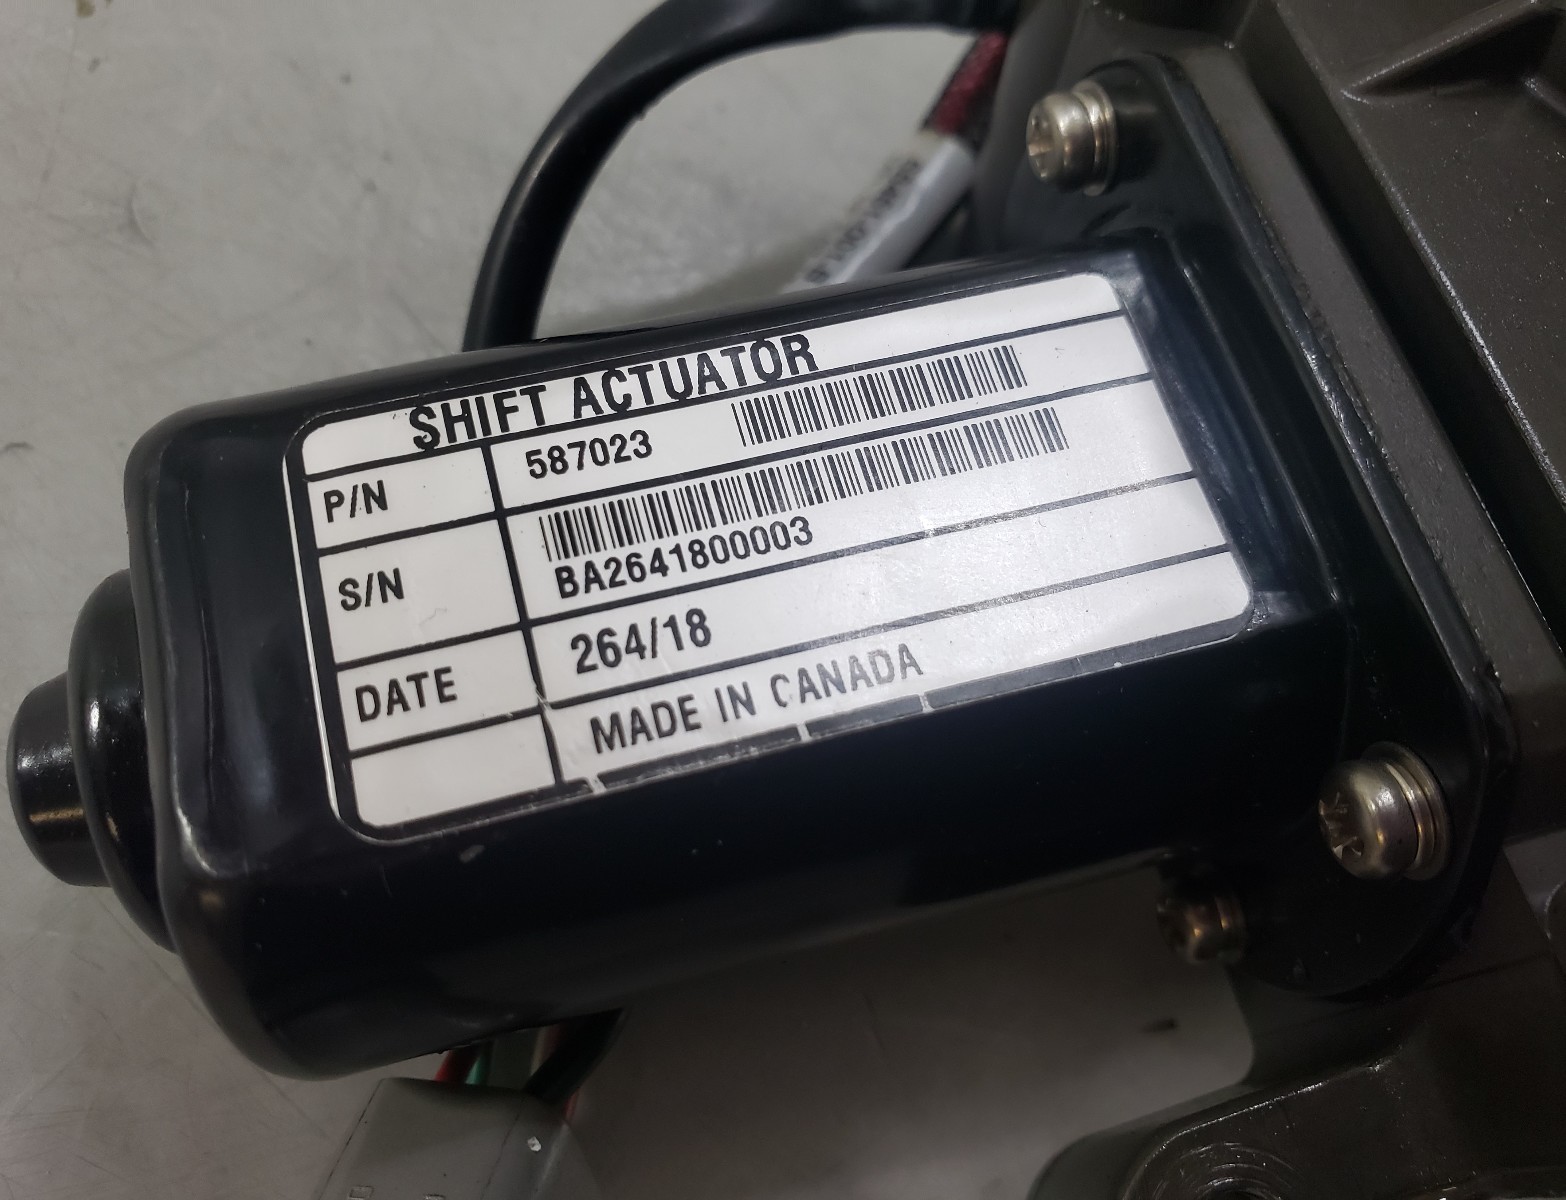 SHIFT ACTUATOR
P/N 587023
S/N BA2641800003
DATE 264/18
MADE IN CANADA